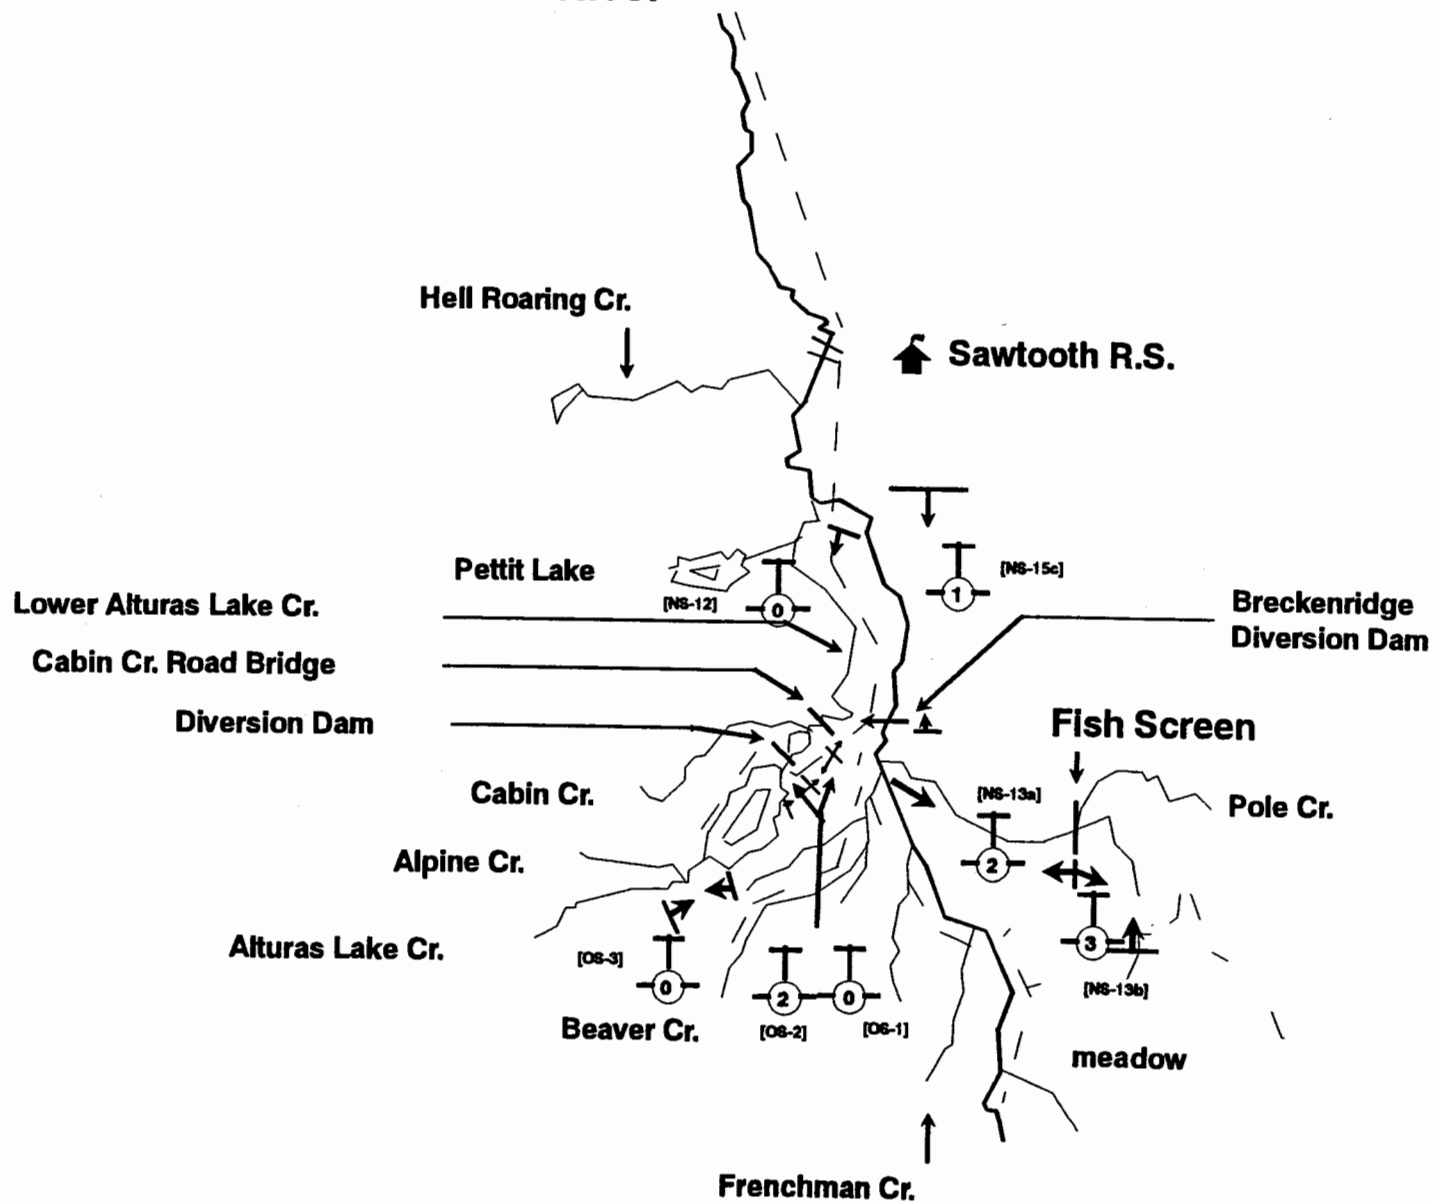 Hell Roaring Cr.
Sawtooth R.S.
Pettit Lake
[NS-15c]
1
[NS-12]
0
Lower Alturas Lake Cr.
Breckenridge
Diversion Dam
Cabin Cr. Road Bridge
Diversion Dam
Fish Screen
Cabin Cr.
[NS-13a]
Pole Cr.
2
Alpine Cr.
Alturas Lake Cr.
3
[OS-3]
0
[NS-13b]
2
0
Beaver Cr.
[OS-2]
[OS-1]
meadow
Frenchman Cr.